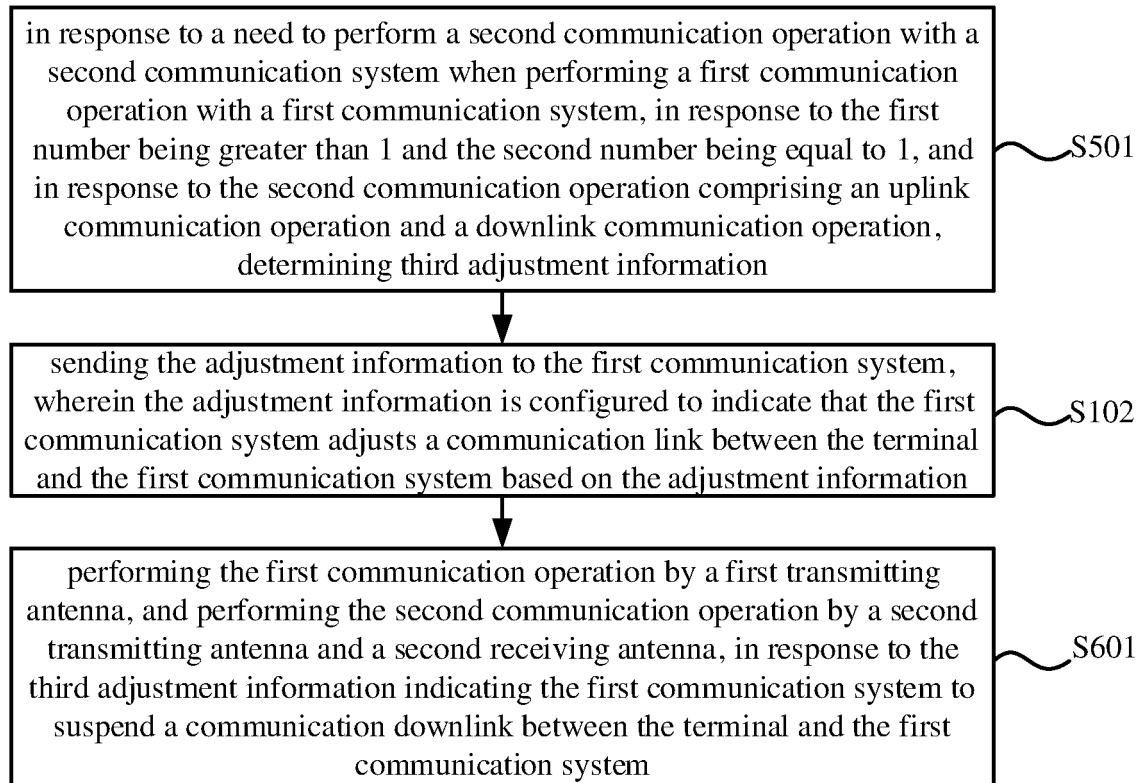 in response to a need to perform a second communication operation with a
second communication system when performing a first communication
operation with a first communication system, in response to the first
number being greater than 1 and the second number being equal to 1, and
in response to the second communication operation comprising an uplink
communication operation and a downlink communication operation,
determining third adjustment information
S501
sending the adjustment information to the first communication system,
wherein the adjustment information is configured to indicate that the first
communication system adjusts a communication link between the terminal
and the first communication system based on the adjustment information
S102
performing the first communication operation by a first transmitting
antenna, and performing the second communication operation by a second
transmitting antenna and a second receiving antenna, in response to the
third adjustment information indicating the first communication system to
suspend a communication downlink between the terminal and the first
communication system
S601